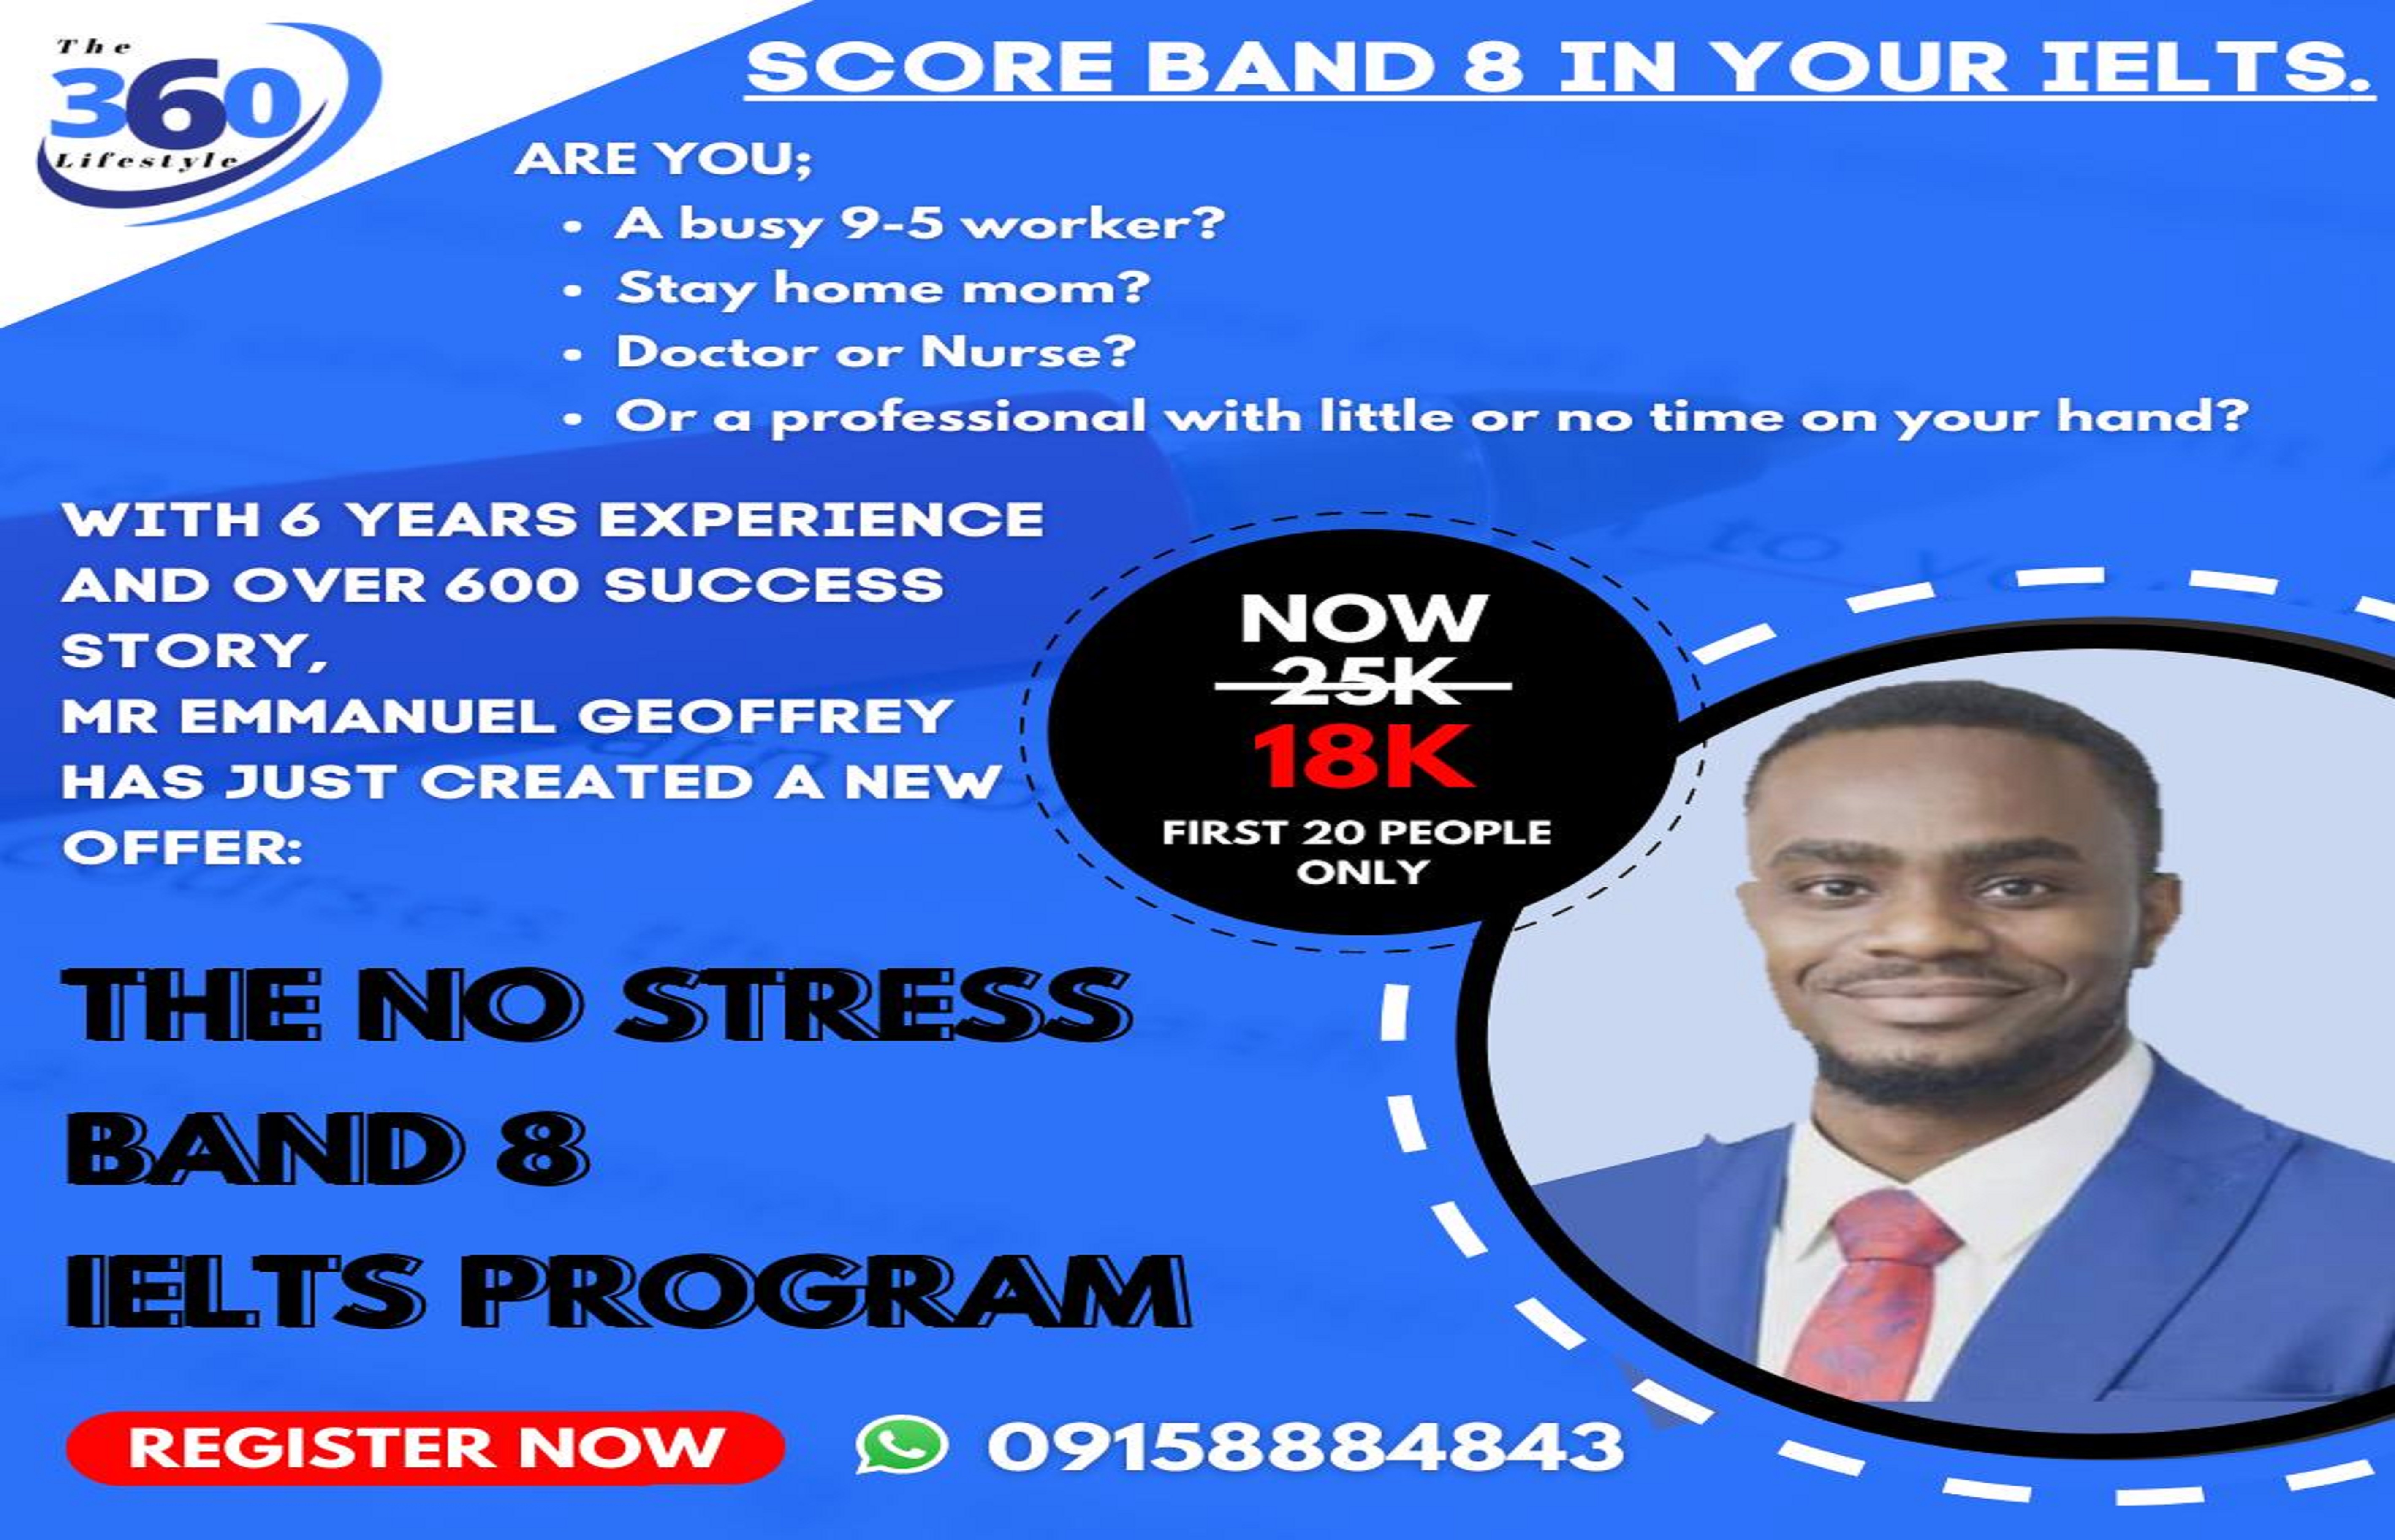 The
360
Lifestyle
SCORE BAND 8 IN YOUR IELTS.
ARE YOU;
• A busy 9-5 worker?
• Stay home mom?
• Doctor or Nurse?
• Or a professional with little or no time on your hand?
WITH 6 YEARS EXPERIENCE
AND OVER 600 SUCCESS
STORY,
MR EMMANUEL GEOFFREY
HAS JUST CREATED A NEW
OFFER:
NOW
25K
18K
FIRST 20 PEOPLE
ONLY
THE NO STRESS
BAND 8
IELTS PROGRAM
REGISTER NOW
09158884843